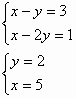 x − y = 3
x − 2y = 1
y = 2
x = 5